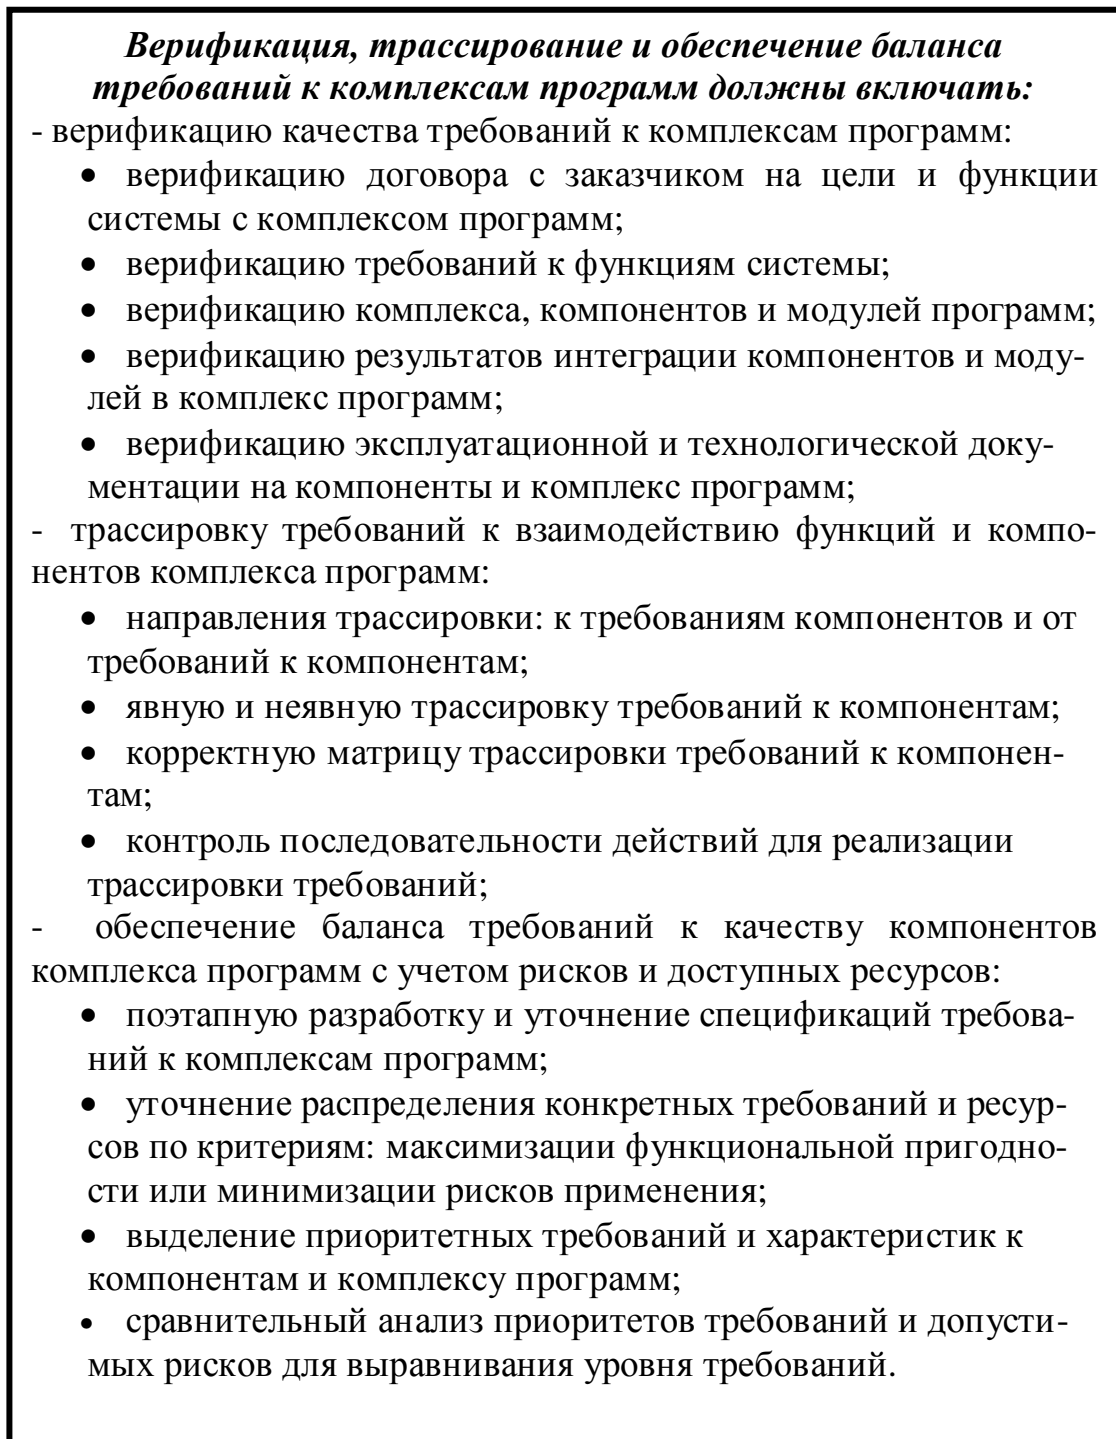 Верификация, трассирование и обеспечение баланса
требований к комплексам программ должны включать:
- верификацию качества требований к комплексам программ:
• верификацию договора с заказчиком на цели и функции
системы с комплексом программ;
• верификацию требований к функциям системы;
• верификацию комплекса, компонентов и модулей программ;
• верификацию результатов интеграции компонентов и моду-
лей в комплекс программ;
• верификацию эксплуатационной и технологической доку-
ментации на компоненты и комплекс программ;
- трассировку требований к взаимодействию функций и компо-
нентов комплекса программ:
• направления трассировки: к требованиям компонентов и от
требований к компонентам;
• явную и неявную трассировку требований к компонентам;
• корректную матрицу трассировки требований к компонен-
там;
• контроль последовательности действий для реализации
трассировки требований;
- обеспечение баланса требований к качеству компонентов
комплекса программ с учетом рисков и доступных ресурсов:
• поэтапную разработку и уточнение спецификаций требова-
ний к комплексам программ;
• уточнение распределения конкретных требований и ресур-
сов по критериям: максимизации функциональной пригодно-
сти или минимизации рисков применения;
• выделение приоритетных требований и характеристик к
компонентам и комплексу программ;
• сравнительный анализ приоритетов требований и допусти-
мых рисков для выравнивания уровня требований.